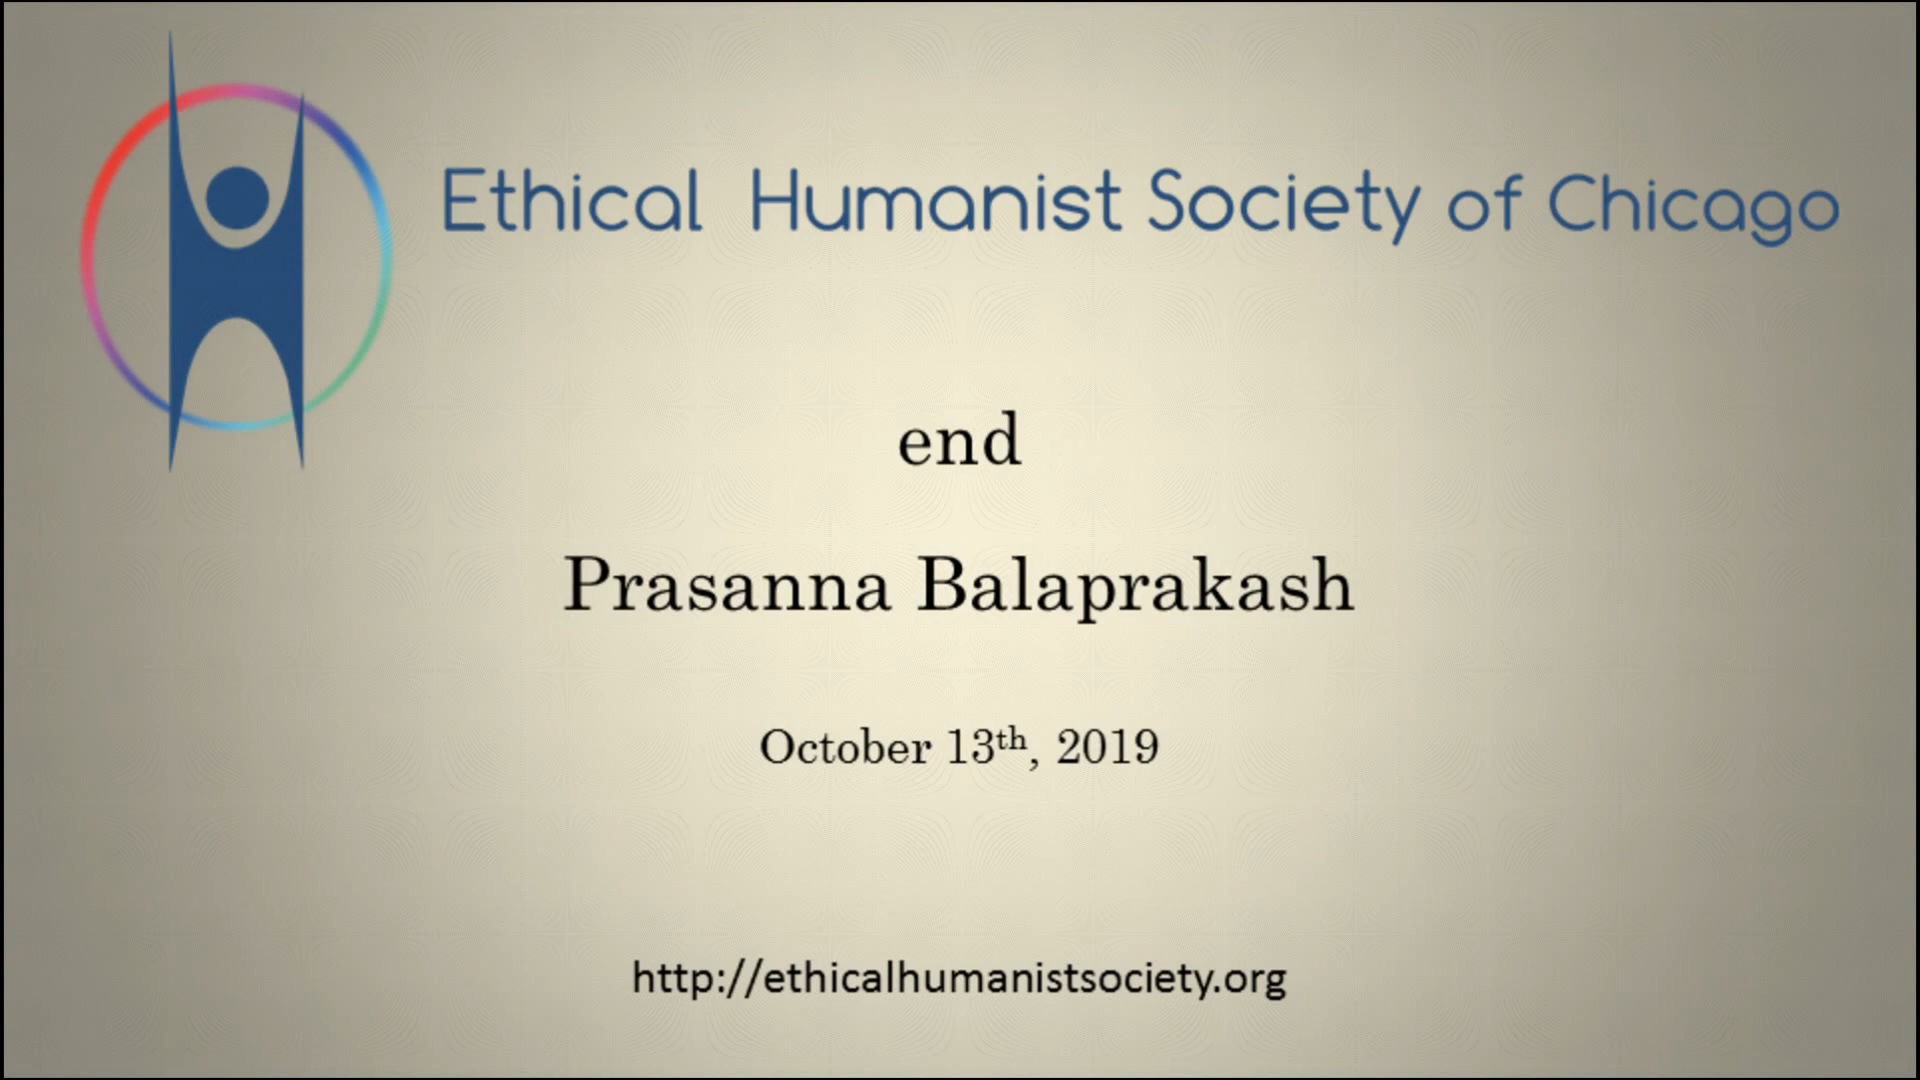 Ethical Humanist Society of Chicago
end
Prasanna Balaprakash
October 13th, 2019
http://ethicalhumanistsociety.org